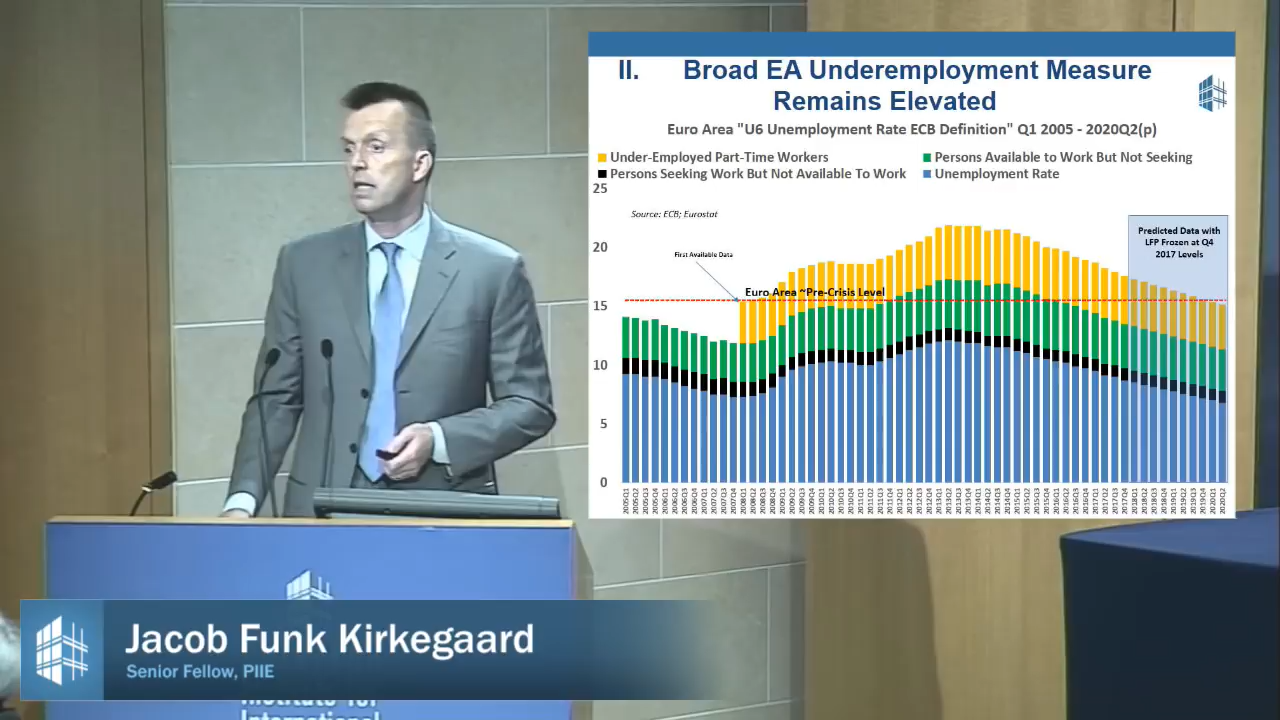 II. Broad EA Underemployment Measure
Remains Elevated
Euro Area "U6 Unemployment Rate ECB Definition" Q1 2005 - 2020Q2(p)
Under-Employed Part-Time Workers
Persons Available to Work But Not Seeking
Persons Seeking Work But Not Available To Work
Unemployment Rate
25
Source: ECB; Eurostat
Predicted Data with
LFP Frozen at Q4
2017 Levels
20
First Available Data
Euro Area ~Pre-Crisis Level
15
10
5
0
Jacob Funk Kirkegaard
Senior Fellow, PIIE
Institute for
International